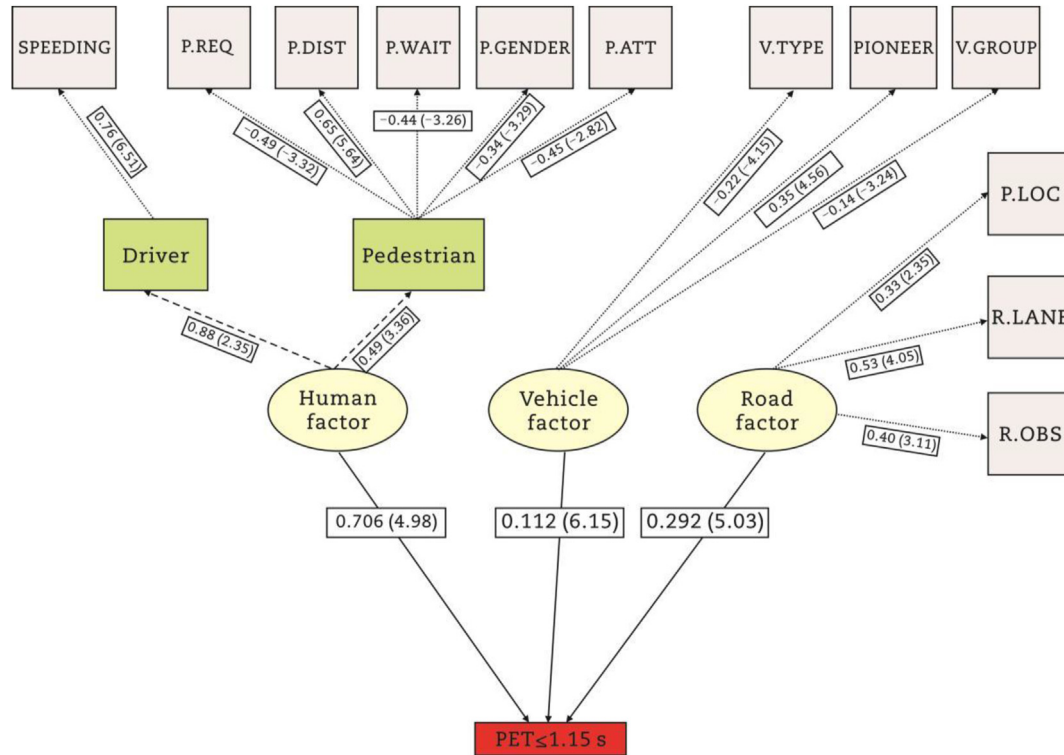 SPEEDING
P.REQ
P.DIST
P.WAIT
P.GENDER
P.ATT
V.TYPE
PIONEER
V.GROUP
0.76 (6.51)
−0.49 (−3.32)
0.65 (5.64)
−0.44 (−3.26)
−0.34 (−3.29)
−0.45 (−2.82)
−0.22 (−4.15)
0.35 (4.56)
−0.14 (−3.24)
P.LOC
Driver
Pedestrian
0.33 (2.35)
R.LANE
0.88 (2.35)
0.49 (3.36)
0.53 (4.05)
Human
factor
Vehicle
factor
Road
factor
0.40 (3.11)
R.OBS
0.706 (4.98)
0.112 (6.15)
0.292 (5.03)
PET≤1.15 s